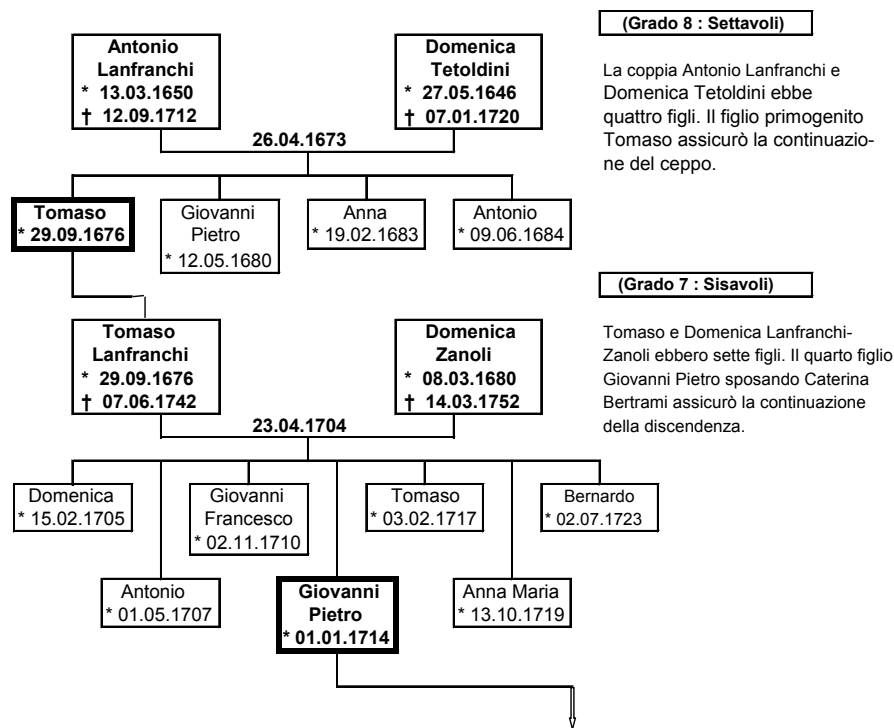 Antonio
Lanfranchi
* 13.03.1650
† 12.09.1712
Domenica
Tetoldini
* 27.05.1646
† 07.01.1720
26.04.1673
(Grado 8 : Settavoli)
La coppia Antonio Lanfranchi e
Domenica Tetoldini ebbe
quattro figli. Il figlio primogenito
Tomaso assicurò la continuazio-
ne del ceppo.
Tomaso
* 29.09.1676
Giovanni
Pietro
* 12.05.1680
Anna
* 19.02.1683
Antonio
* 09.06.1684
(Grado 7 : Sisavoli)
Tomaso e Domenica Lanfranchi-
Zanoli ebbero sette figli. Il quarto figlio
Giovanni Pietro sposando Caterina
Bertrami assicurò la continuazione
della discendenza.
Tomaso
Lanfranchi
* 29.09.1676
† 07.06.1742
Domenica
Zanoli
* 08.03.1680
† 14.03.1752
23.04.1704
Domenica
* 15.02.1705
Giovanni
Francesco
* 02.11.1710
Tomaso
* 03.02.1717
Bernardo
* 02.07.1723
Antonio
* 01.05.1707
Giovanni
Pietro
* 01.01.1714
Anna Maria
* 13.10.1719